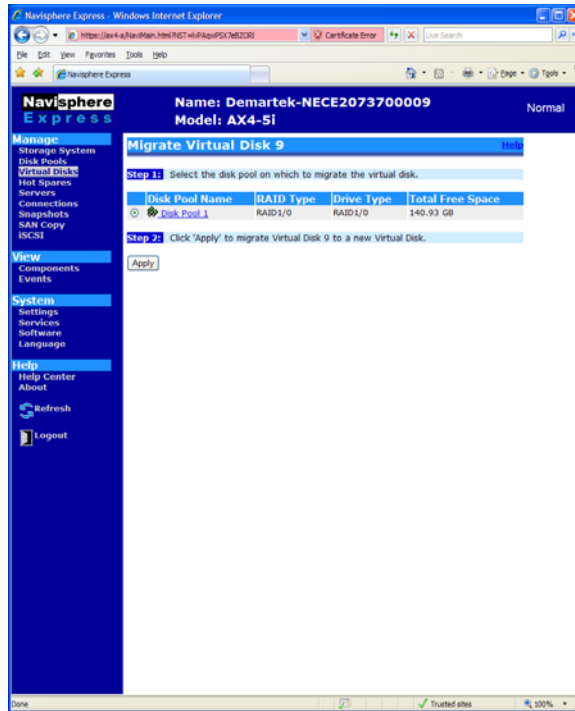 Navisphere Express - Windows Internet Explorer
Certificate Error
Live Search
File Edit View Favorites Tools Help
Navisphere Express
Page Tools
Navisphere
Express
Name: Demartek-NECE2073700009
Model: AX4-5i
Normal
Manage
Storage System
Disk Pools
Virtual Disks
Hot Spares
Servers
Connections
Snapshots
SAN Copy
iSCSI
View
Components
Events
System
Settings
Services
Software
Language
Help
Help Center
About
Refresh
Logout
Migrate Virtual Disk 9
Help
Step 1: Select the disk pool on which to migrate the virtual disk.
Disk Pool Name RAID Type Drive Type Total Free Space
Disk Pool 1 RAID1/0 RAID1/0 140.93 GB
Step 2: Click 'Apply' to migrate Virtual Disk 9 to a new Virtual Disk.
Apply
Done
Trusted sites
100%